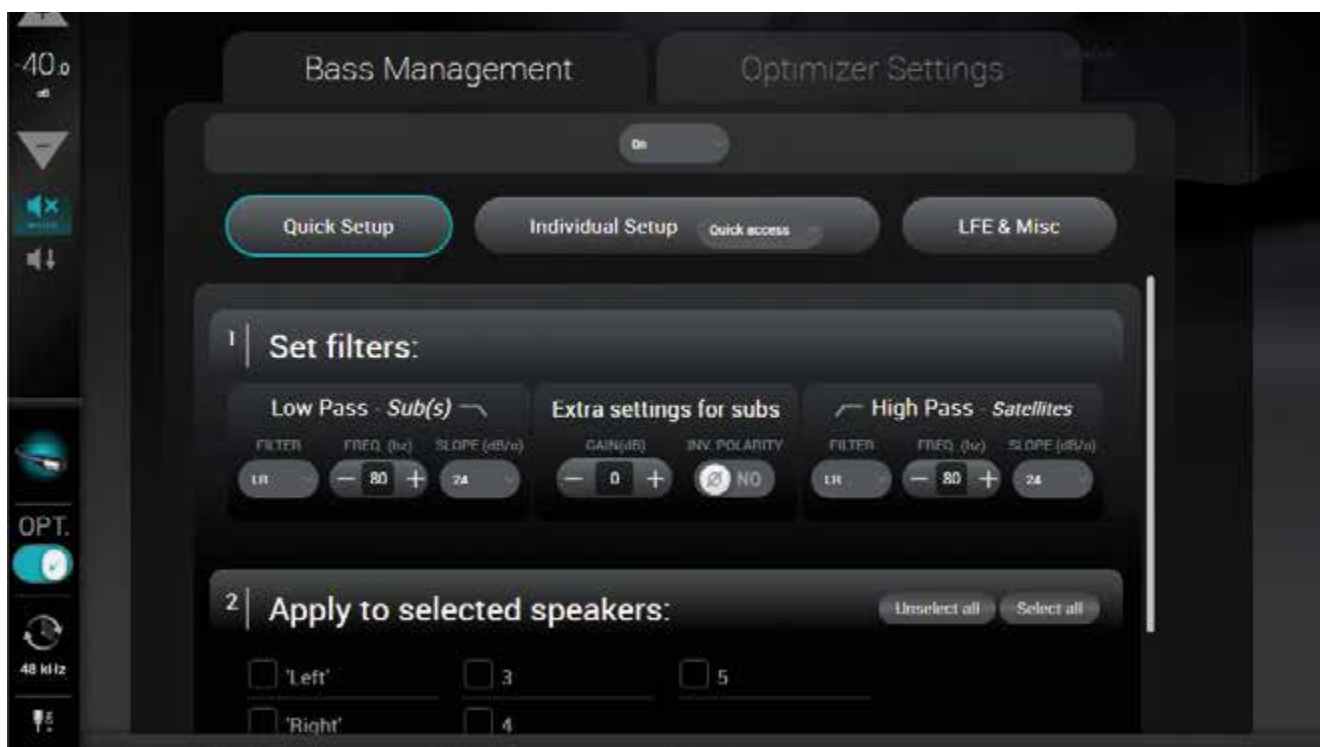 -40.0
dB
Bass Management
Optimizer Settings
On
Quick Setup
Individual Setup
Quick access
LFE & Misc
1
Set filters:
Low Pass - Sub(s)
Extra settings for subs
High Pass - Satellites
FILTER FREQ. (hz) SLOPE (dB/o)
GAIN(dB) INV. POLARITY
FILTER FREQ. (hz) SLOPE (dB/o)
LR - 80 + 24
- 0 + Ø NO
LR - 80 + 24
OPT.
2
Apply to selected speakers:
Unselect all
Select all
48 kHz
'Left' 3 5
'Right' 4